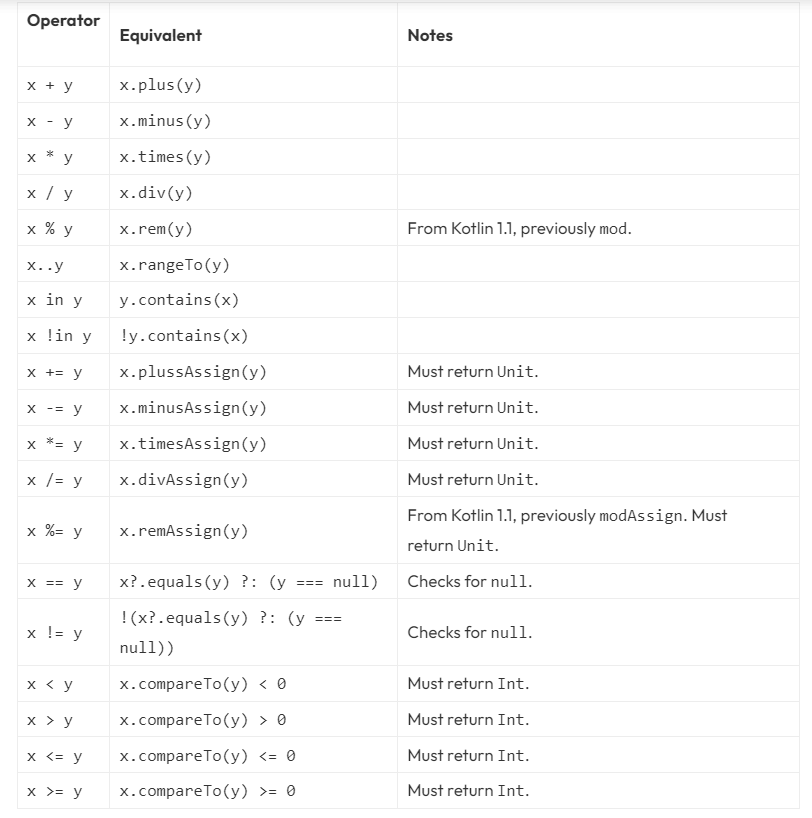 Operator Equivalent Notes
x + y x.plus(y)
x - y x.minus(y)
x * y x.times(y)
x / y x.div(y)
x % y x.rem(y) From Kotlin 1.1, previously mod.
x..y x.rangeTo(y)
x in y y.contains(x)
x !in y !y.contains(x)
x += y x.plussAssign(y) Must return Unit.
x -= y x.minusAssign(y) Must return Unit.
x *= y x.timesAssign(y) Must return Unit.
x /= y x.divAssign(y) Must return Unit.
x %= y x.remAssign(y) From Kotlin 1.1, previously modAssign. Must
return Unit.
x == y x?.equals(y) ?: (y === null) Checks for null.
x != y !(x?.equals(y) ?: (y ===
null)) Checks for null.
x < y x.compareTo(y) < 0 Must return Int.
x > y x.compareTo(y) > 0 Must return Int.
x <= y x.compareTo(y) <= 0 Must return Int.
x >= y x.compareTo(y) >= 0 Must return Int.